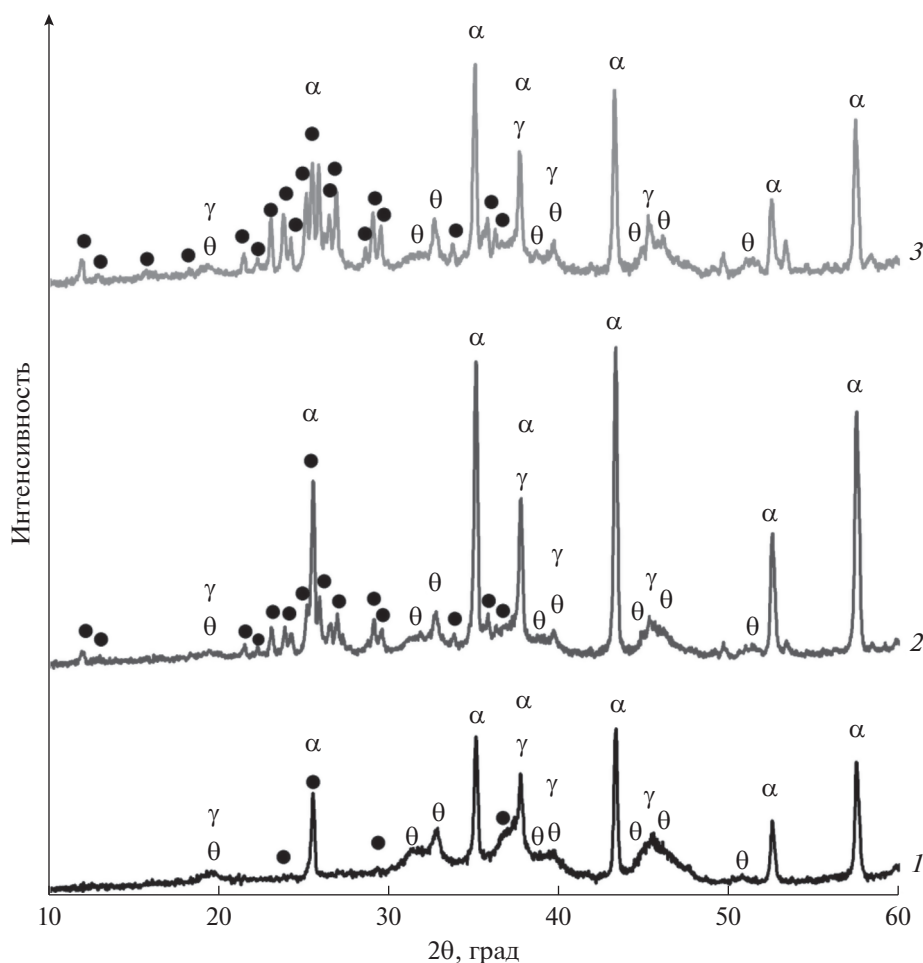 Интенсивность
α
α
α
γ
α
α
α
γ
θ
θ
θ
γ
θ
θ
γ
θ
θ
3
α
α
α
γ
α
α
α
γ
θ
θ
θ
θ
γ
θ
θ
γ
θ
θ
2
α
α
α
γ
α
α
α
γ
θ
θ
θ
θ
γ
θ
θ
γ
θ
θ
1
10 20 30 40 50 60
2θ, град